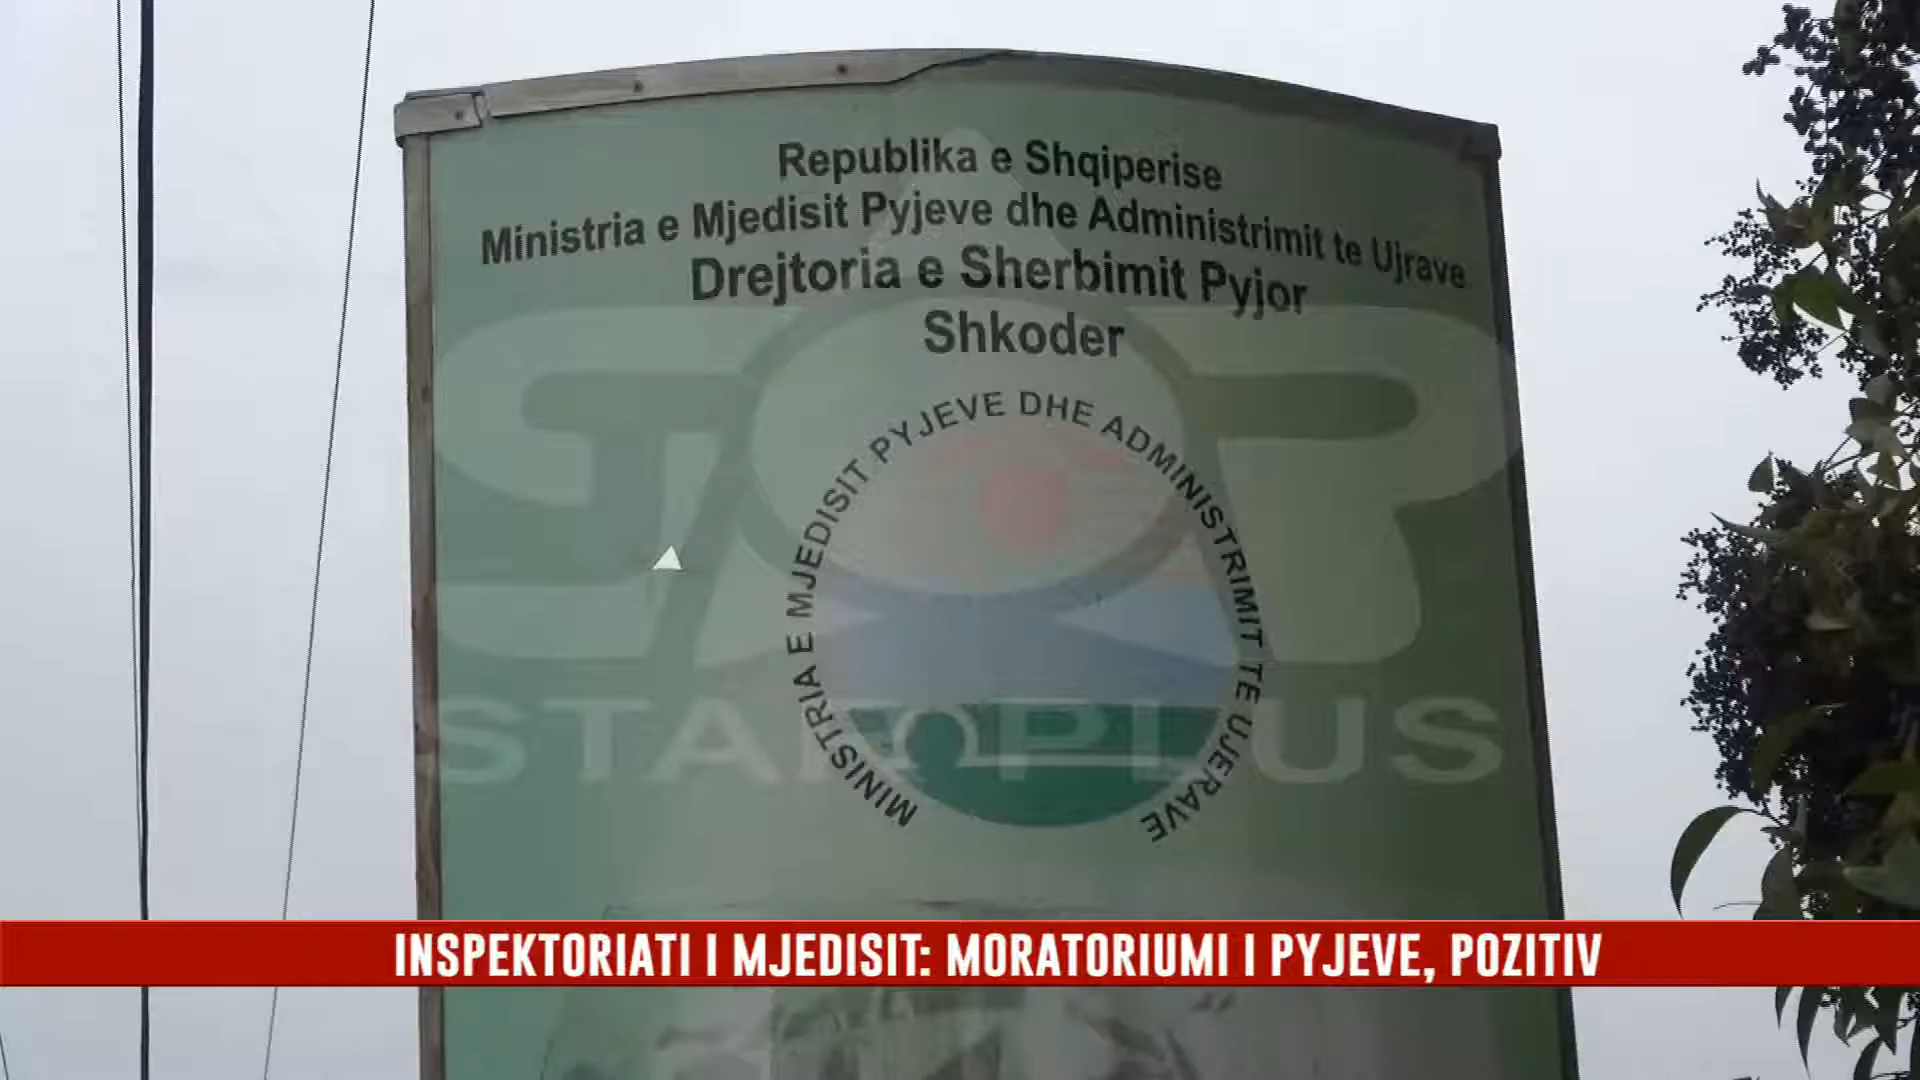 Republika e Shqiperise
Ministria e Mjedisit Pyjeve dhe Administrimit te Ujrave
Drejtoria e Sherbimit Pyjor
Shkoder
MINISTRIA E MJEDISIT PYJEVE DHE ADMINISTRIMIT TE UJERAVE
INSPEKTORIATI I MJEDISIT: MORATORIUMI I PYJEVE, POZITIV